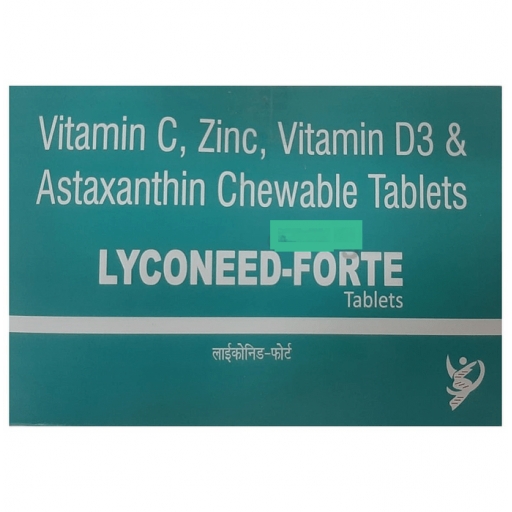 Vitamin C, Zinc, Vitamin D3 &
Astaxanthin Chewable Tablets
LYCONEED-FORTE
Tablets
लाईकोनिड-फोर्ट